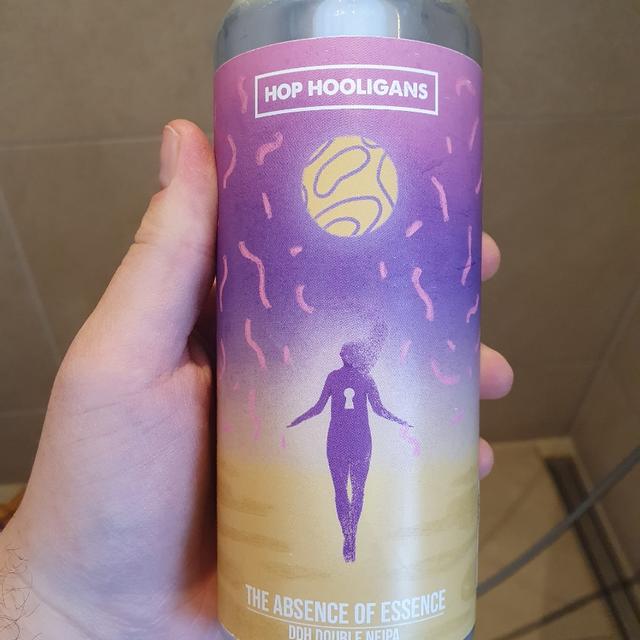 HOP HOOLIGANS
THE ABSENCE OF ESSENCE
DDH DOUBLE NEIPA